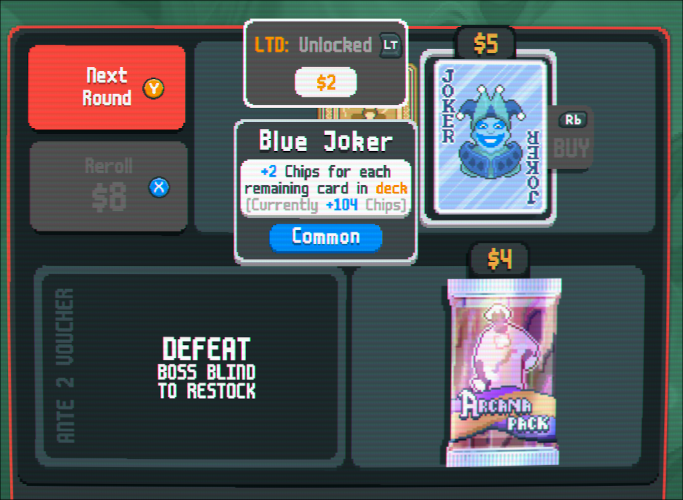 Next
Round
Y
Reroll
$8
X
LTD: Unlocked
LT
$2
Blue Joker
+2 Chips for each
remaining card in deck
(Currently +104 Chips)
Common
$5
JOKER
JOKER
Rb
BUY
ANTE 2 VOUCHER
DEFEAT
BOSS BLIND
TO RESTOCK
$4
ARCANA
PACK